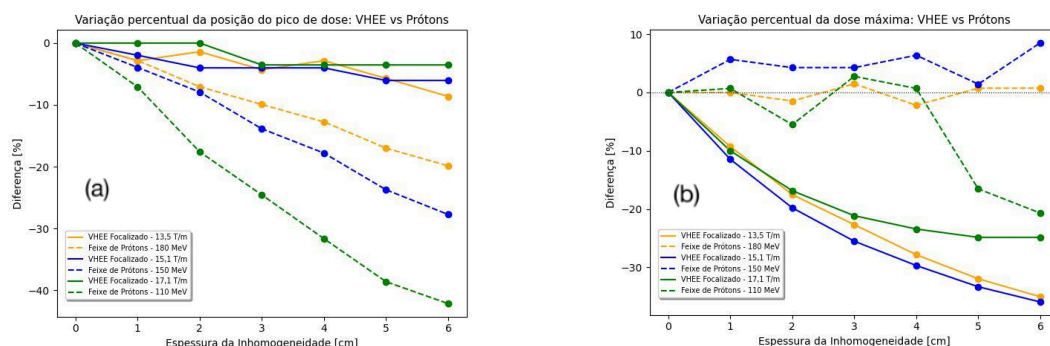 Variação percentual da posição do pico de dose: VHEE vs Prótons
0
−10
−20
−30
−40
Diferença [%]
(a)
VHEE Focalizado - 13,5 T/m
Feixe de Prótons - 180 MeV
VHEE Focalizado - 15,1 T/m
Feixe de Prótons - 150 MeV
VHEE Focalizado - 17,1 T/m
Feixe de Prótons - 110 MeV
0 1 2 3 4 5 6
Espessura da Inhomogeneidade [cm]
Variação percentual da dose máxima: VHEE vs Prótons
10
0
−10
−20
−30
Diferença [%]
(b)
VHEE Focalizado - 13,5 T/m
Feixe de Prótons - 180 MeV
VHEE Focalizado - 15,1 T/m
Feixe de Prótons - 150 MeV
VHEE Focalizado - 17,1 T/m
Feixe de Prótons - 110 MeV
0 1 2 3 4 5 6
Espessura da Inhomogeneidade [cm]